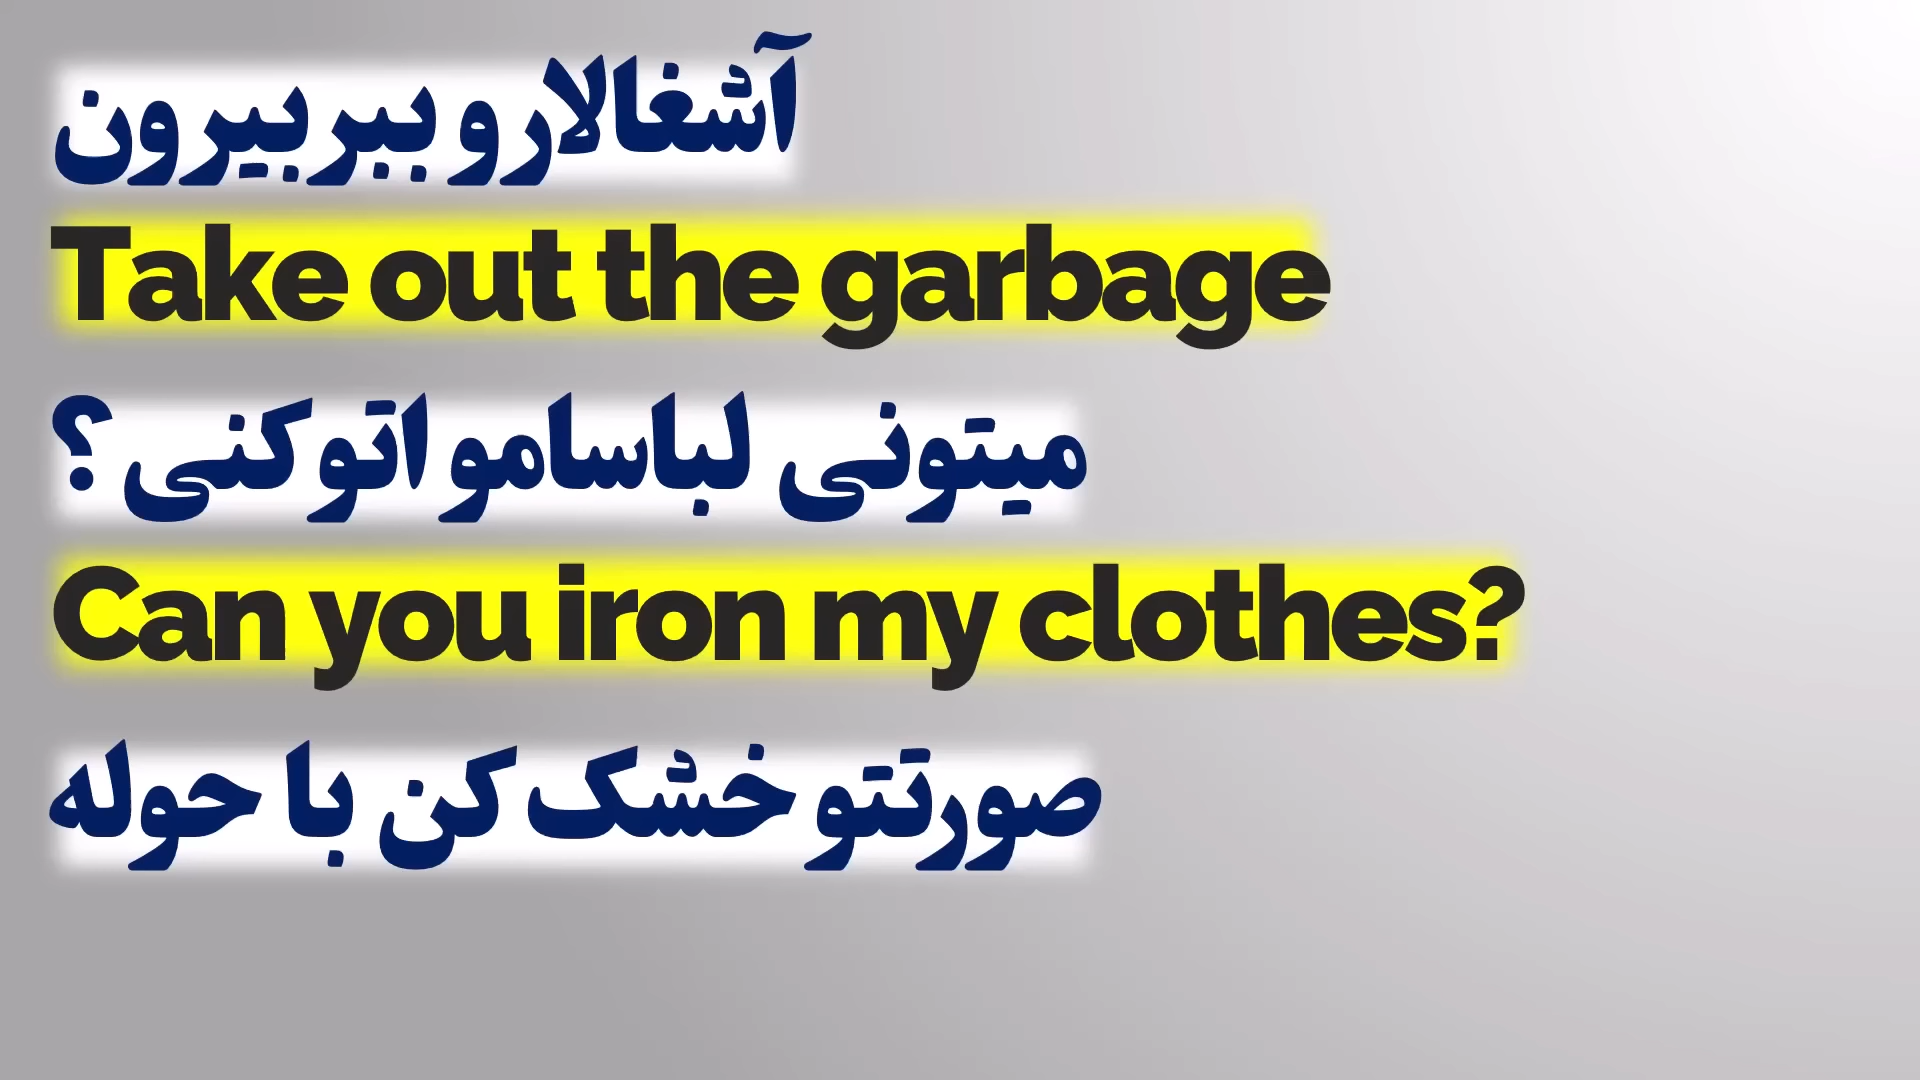 آشغالارو ببر بیرون
Take out the garbage
میتونی لباسامو اتو کنی ؟
Can you iron my clothes?
صورتتو خشک کن با حوله